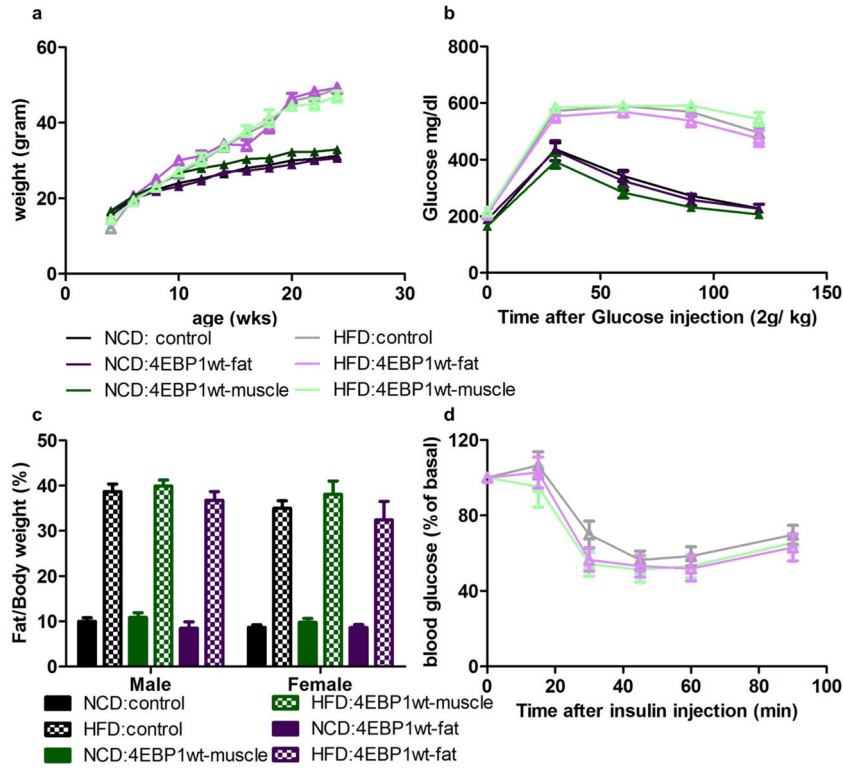 a
60
40
20
0
weight (gram)
0 10 20 30
age (wks)
b
800
600
400
200
0
Glucose mg/dl
0 50 100 150
Time after Glucose injection (2g/ kg)
NCD: control
NCD:4EBP1wt-fat
NCD:4EBP1wt-muscle
HFD:control
HFD:4EBP1wt-fat
HFD:4EBP1wt-muscle
c
50
40
30
20
10
0
Fat/Body weight (%)
Male Female
NCD:control
HFD:control
NCD:4EBP1wt-muscle
HFD:4EBP1wt-muscle
NCD:4EBP1wt-fat
HFD:4EBP1wt-fat
d
120
80
40
0
blood glucose (% of basal)
0 20 40 60 80 100
Time after insulin injection (min)